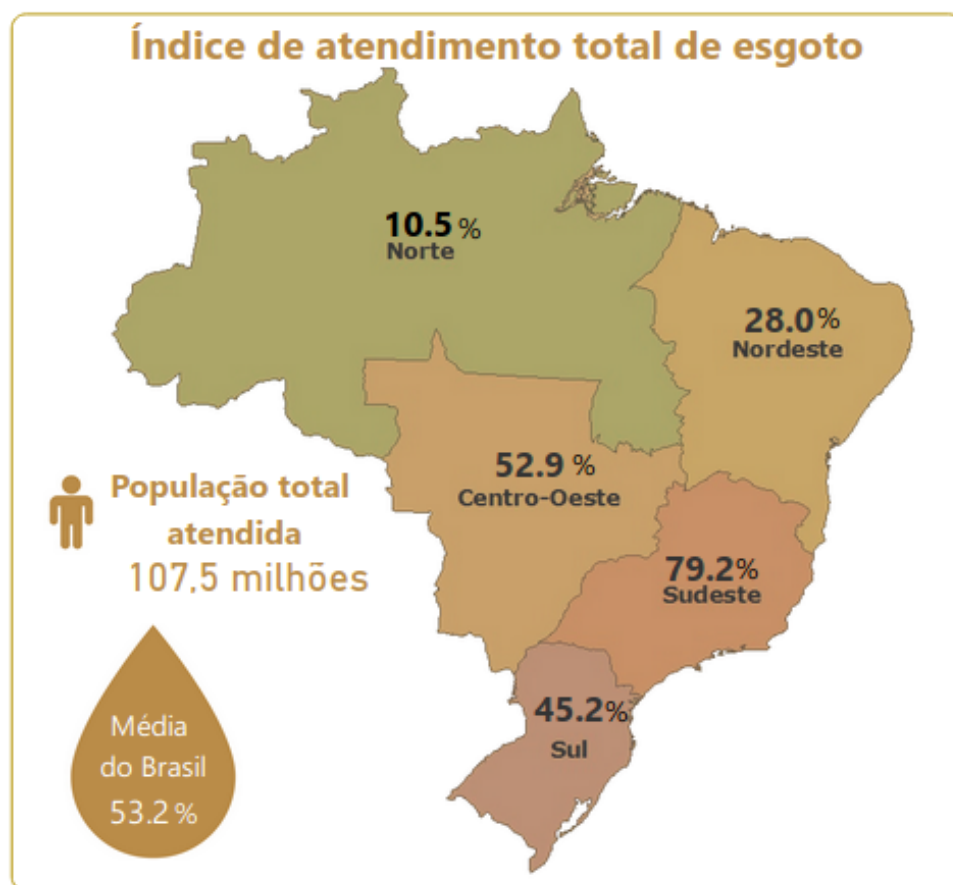 Índice de atendimento total de esgoto
10.5 %
Norte
28.0 %
Nordeste
52.9 %
Centro-Oeste
População total
atendida
107,5 milhões
79.2%
Sudeste
45.2%
Sul
Média
do Brasil
53.2 %